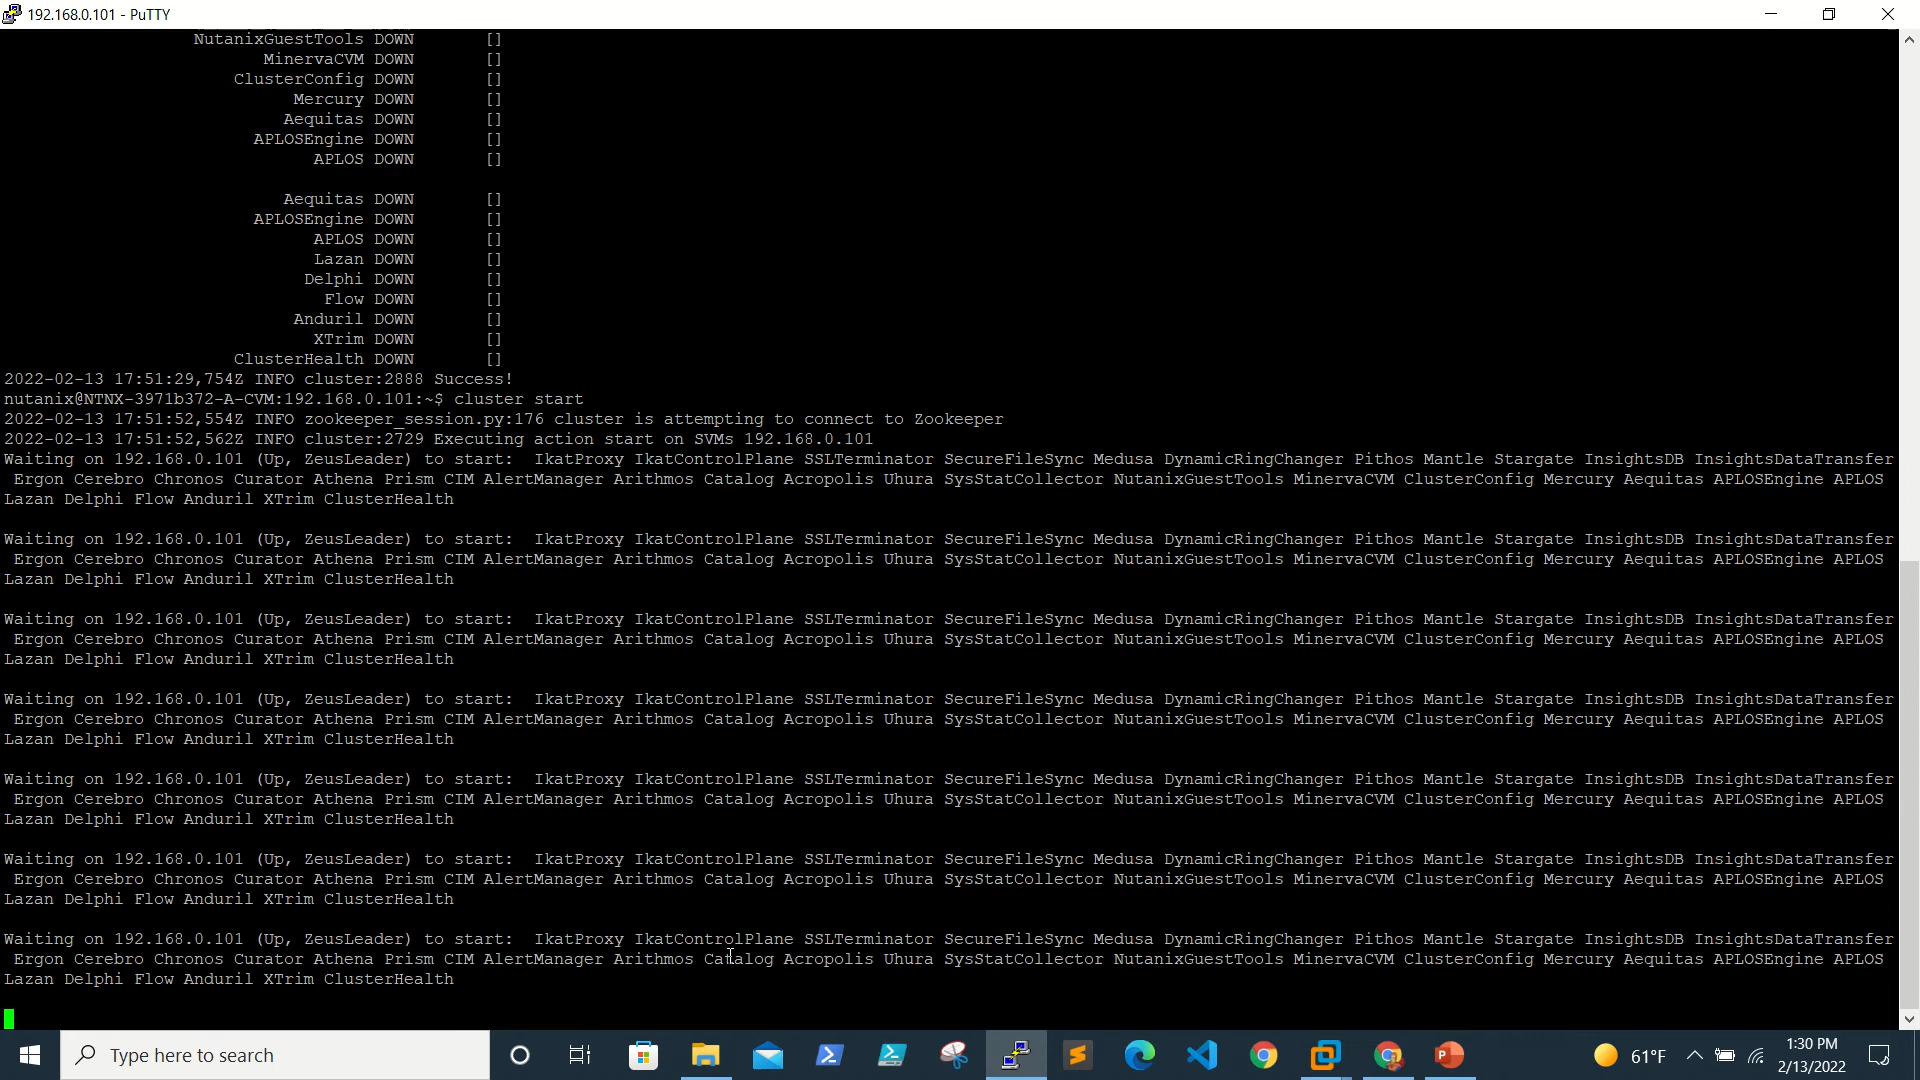 192.168.0.101 - PuTTY
NutanixGuestTools DOWN []
MinervaCVM DOWN []
ClusterConfig DOWN []
Mercury DOWN []
Aequitas DOWN []
APLOSEngine DOWN []
APLOS DOWN []
Aequitas DOWN []
APLOSEngine DOWN []
APLOS DOWN []
Lazan DOWN []
Delphi DOWN []
Flow DOWN []
Anduril DOWN []
XTrim DOWN []
ClusterHealth DOWN []
2022-02-13 17:51:29,754Z INFO cluster:2888 Success!
nutanix@NTNX-3971b372-A-CVM:192.168.0.101:~$ cluster start
2022-02-13 17:51:52,554Z INFO zookeeper_session.py:176 cluster is attempting to connect to Zookeeper
2022-02-13 17:51:52,562Z INFO cluster:2729 Executing action start on SVMs 192.168.0.101
Waiting on 192.168.0.101 (Up, ZeusLeader) to start:  IkatProxy IkatControlPlane SSLTerminator SecureFileSync Medusa DynamicRingChanger Pithos Mantle Stargate InsightsDB InsightsDataTransfer
Ergon Cerebro Chronos Curator Athena Prism CIM AlertManager Arithmos Catalog Acropolis Uhura SysStatCollector NutanixGuestTools MinervaCVM ClusterConfig Mercury Aequitas APLOSEngine APLOS
Lazan Delphi Flow Anduril XTrim ClusterHealth
Waiting on 192.168.0.101 (Up, ZeusLeader) to start:  IkatProxy IkatControlPlane SSLTerminator SecureFileSync Medusa DynamicRingChanger Pithos Mantle Stargate InsightsDB InsightsDataTransfer
Ergon Cerebro Chronos Curator Athena Prism CIM AlertManager Arithmos Catalog Acropolis Uhura SysStatCollector NutanixGuestTools MinervaCVM ClusterConfig Mercury Aequitas APLOSEngine APLOS
Lazan Delphi Flow Anduril XTrim ClusterHealth
Waiting on 192.168.0.101 (Up, ZeusLeader) to start:  IkatProxy IkatControlPlane SSLTerminator SecureFileSync Medusa DynamicRingChanger Pithos Mantle Stargate InsightsDB InsightsDataTransfer
Ergon Cerebro Chronos Curator Athena Prism CIM AlertManager Arithmos Catalog Acropolis Uhura SysStatCollector NutanixGuestTools MinervaCVM ClusterConfig Mercury Aequitas APLOSEngine APLOS
Lazan Delphi Flow Anduril XTrim ClusterHealth
Waiting on 192.168.0.101 (Up, ZeusLeader) to start:  IkatProxy IkatControlPlane SSLTerminator SecureFileSync Medusa DynamicRingChanger Pithos Mantle Stargate InsightsDB InsightsDataTransfer
Ergon Cerebro Chronos Curator Athena Prism CIM AlertManager Arithmos Catalog Acropolis Uhura SysStatCollector NutanixGuestTools MinervaCVM ClusterConfig Mercury Aequitas APLOSEngine APLOS
Lazan Delphi Flow Anduril XTrim ClusterHealth
Waiting on 192.168.0.101 (Up, ZeusLeader) to start:  IkatProxy IkatControlPlane SSLTerminator SecureFileSync Medusa DynamicRingChanger Pithos Mantle Stargate InsightsDB InsightsDataTransfer
Ergon Cerebro Chronos Curator Athena Prism CIM AlertManager Arithmos Catalog Acropolis Uhura SysStatCollector NutanixGuestTools MinervaCVM ClusterConfig Mercury Aequitas APLOSEngine APLOS
Lazan Delphi Flow Anduril XTrim ClusterHealth
Waiting on 192.168.0.101 (Up, ZeusLeader) to start:  IkatProxy IkatControlPlane SSLTerminator SecureFileSync Medusa DynamicRingChanger Pithos Mantle Stargate InsightsDB InsightsDataTransfer
Ergon Cerebro Chronos Curator Athena Prism CIM AlertManager Arithmos Catalog Acropolis Uhura SysStatCollector NutanixGuestTools MinervaCVM ClusterConfig Mercury Aequitas APLOSEngine APLOS
Lazan Delphi Flow Anduril XTrim ClusterHealth
Waiting on 192.168.0.101 (Up, ZeusLeader) to start:  IkatProxy IkatControlPlane SSLTerminator SecureFileSync Medusa DynamicRingChanger Pithos Mantle Stargate InsightsDB InsightsDataTransfer
Ergon Cerebro Chronos Curator Athena Prism CIM AlertManager Arithmos Catalog Acropolis Uhura SysStatCollector NutanixGuestTools MinervaCVM ClusterConfig Mercury Aequitas APLOSEngine APLOS
Lazan Delphi Flow Anduril XTrim ClusterHealth
Type here to search
61°F
1:30 PM
2/13/2022